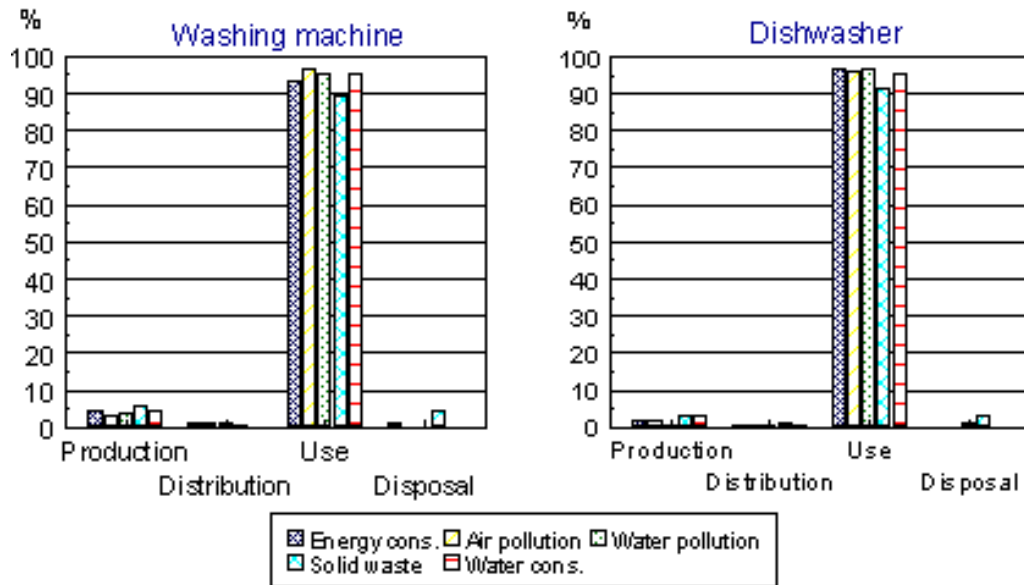 %
Washing machine
100
90
80
70
60
50
40
30
20
10
0
Production
Distribution
Use
Disposal
%
Dishwasher
100
90
80
70
60
50
40
30
20
10
0
Production
Distribution
Use
Disposal
Energy cons. Air pollution Water pollution
Solid waste Water cons.